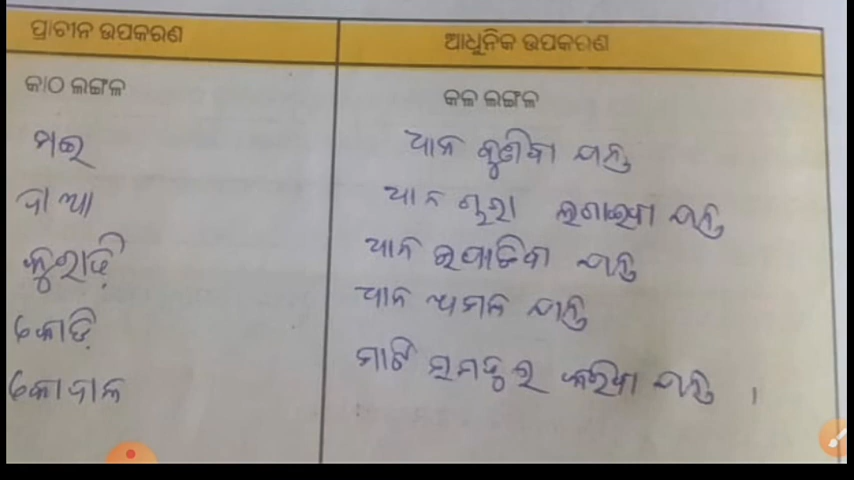 ପ୍ରାଚୀନ ଉପକରଣ ଆଧୁନିକ ଉପକରଣ
କାଠ ଲଙ୍ଗଳ କଳ ଲଙ୍ଗଳ
ମଇ ଧାନ ବୁଣିବା ଯନ୍ତ୍ର
ଦାଆ ଧାନ ଚାରା ଲଗାଇବା ଯନ୍ତ୍ର
କୁରାଢ଼ି ଧାନ ଉପାଡିବା ଯନ୍ତ୍ର
କୋଡ଼ି ଧାନ ଅମଳ ଯନ୍ତ୍ର
କୋଦାଳ ମାଟି ସମତୁଲ କରିବା ଯନ୍ତ୍ର ।